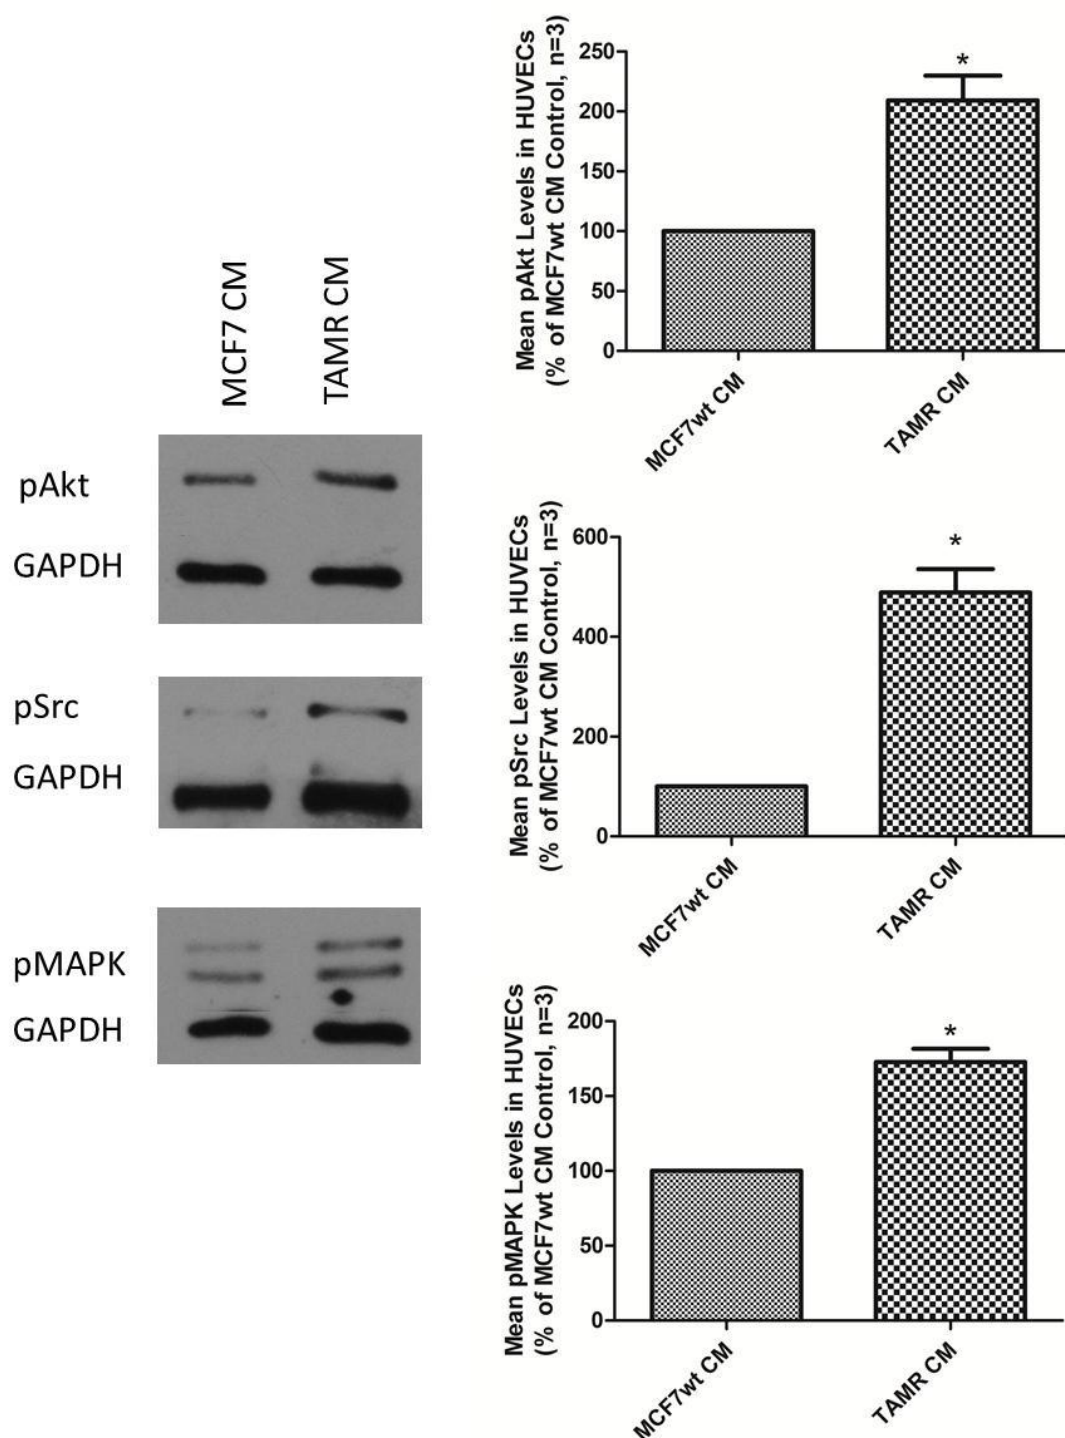 MCF7 CM
TAMR CM
pAkt
GAPDH
pSrc
GAPDH
pMAPK
GAPDH
Mean pAkt Levels in HUVECs
(% of MCF7wt CM Control, n=3)
250
200
150
100
50
0
*
MCF7wt CM
TAMR CM
Mean pSrc Levels in HUVECs
(% of MCF7wt CM Control, n=3)
600
400
200
0
*
MCF7wt CM
TAMR CM
Mean pMAPK Levels in HUVECs
(% of MCF7wt CM Control, n=3)
200
150
100
50
0
*
MCF7wt CM
TAMR CM